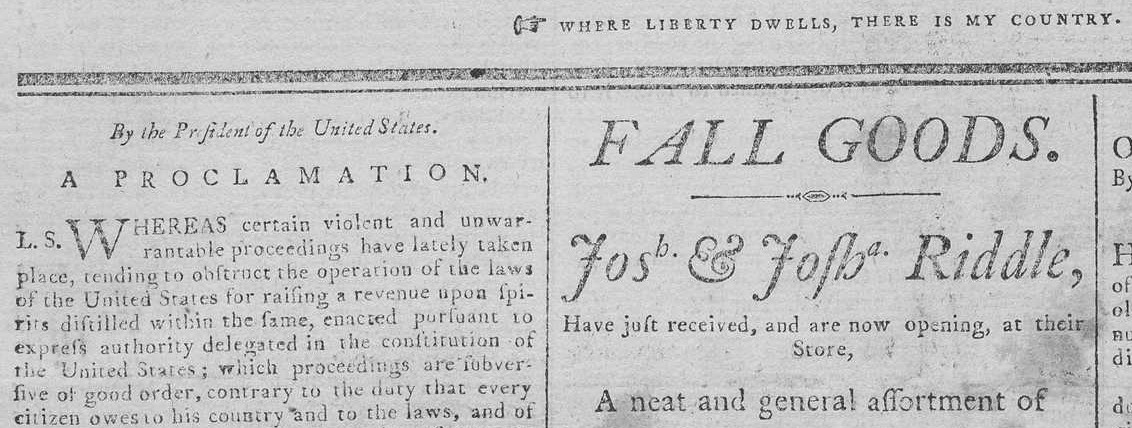 WHERE LIBERTY DWELLS, THERE IS MY COUNTRY.
By the Preſident of the United States.
A PROCLAMATION.
L. S. WHEREAS certain violent and unwar-
rantable proceedings have lately taken
place, tending to obſtruct the operation of the laws
of the United States for raiſing a revenue upon ſpi-
rits diſtilled within the ſame, enacted purſuant to
expreſs authority delegated in the conſtitution of
the United States; which proceedings are ſubver-
ſive of good order, contrary to the duty that every
citizen owes to his country and to the laws, and of
FALL GOODS.
Josh. & Joſha. Riddle,
Have juſt received, and are now opening, at their
Store,
A neat and general aſſortment of